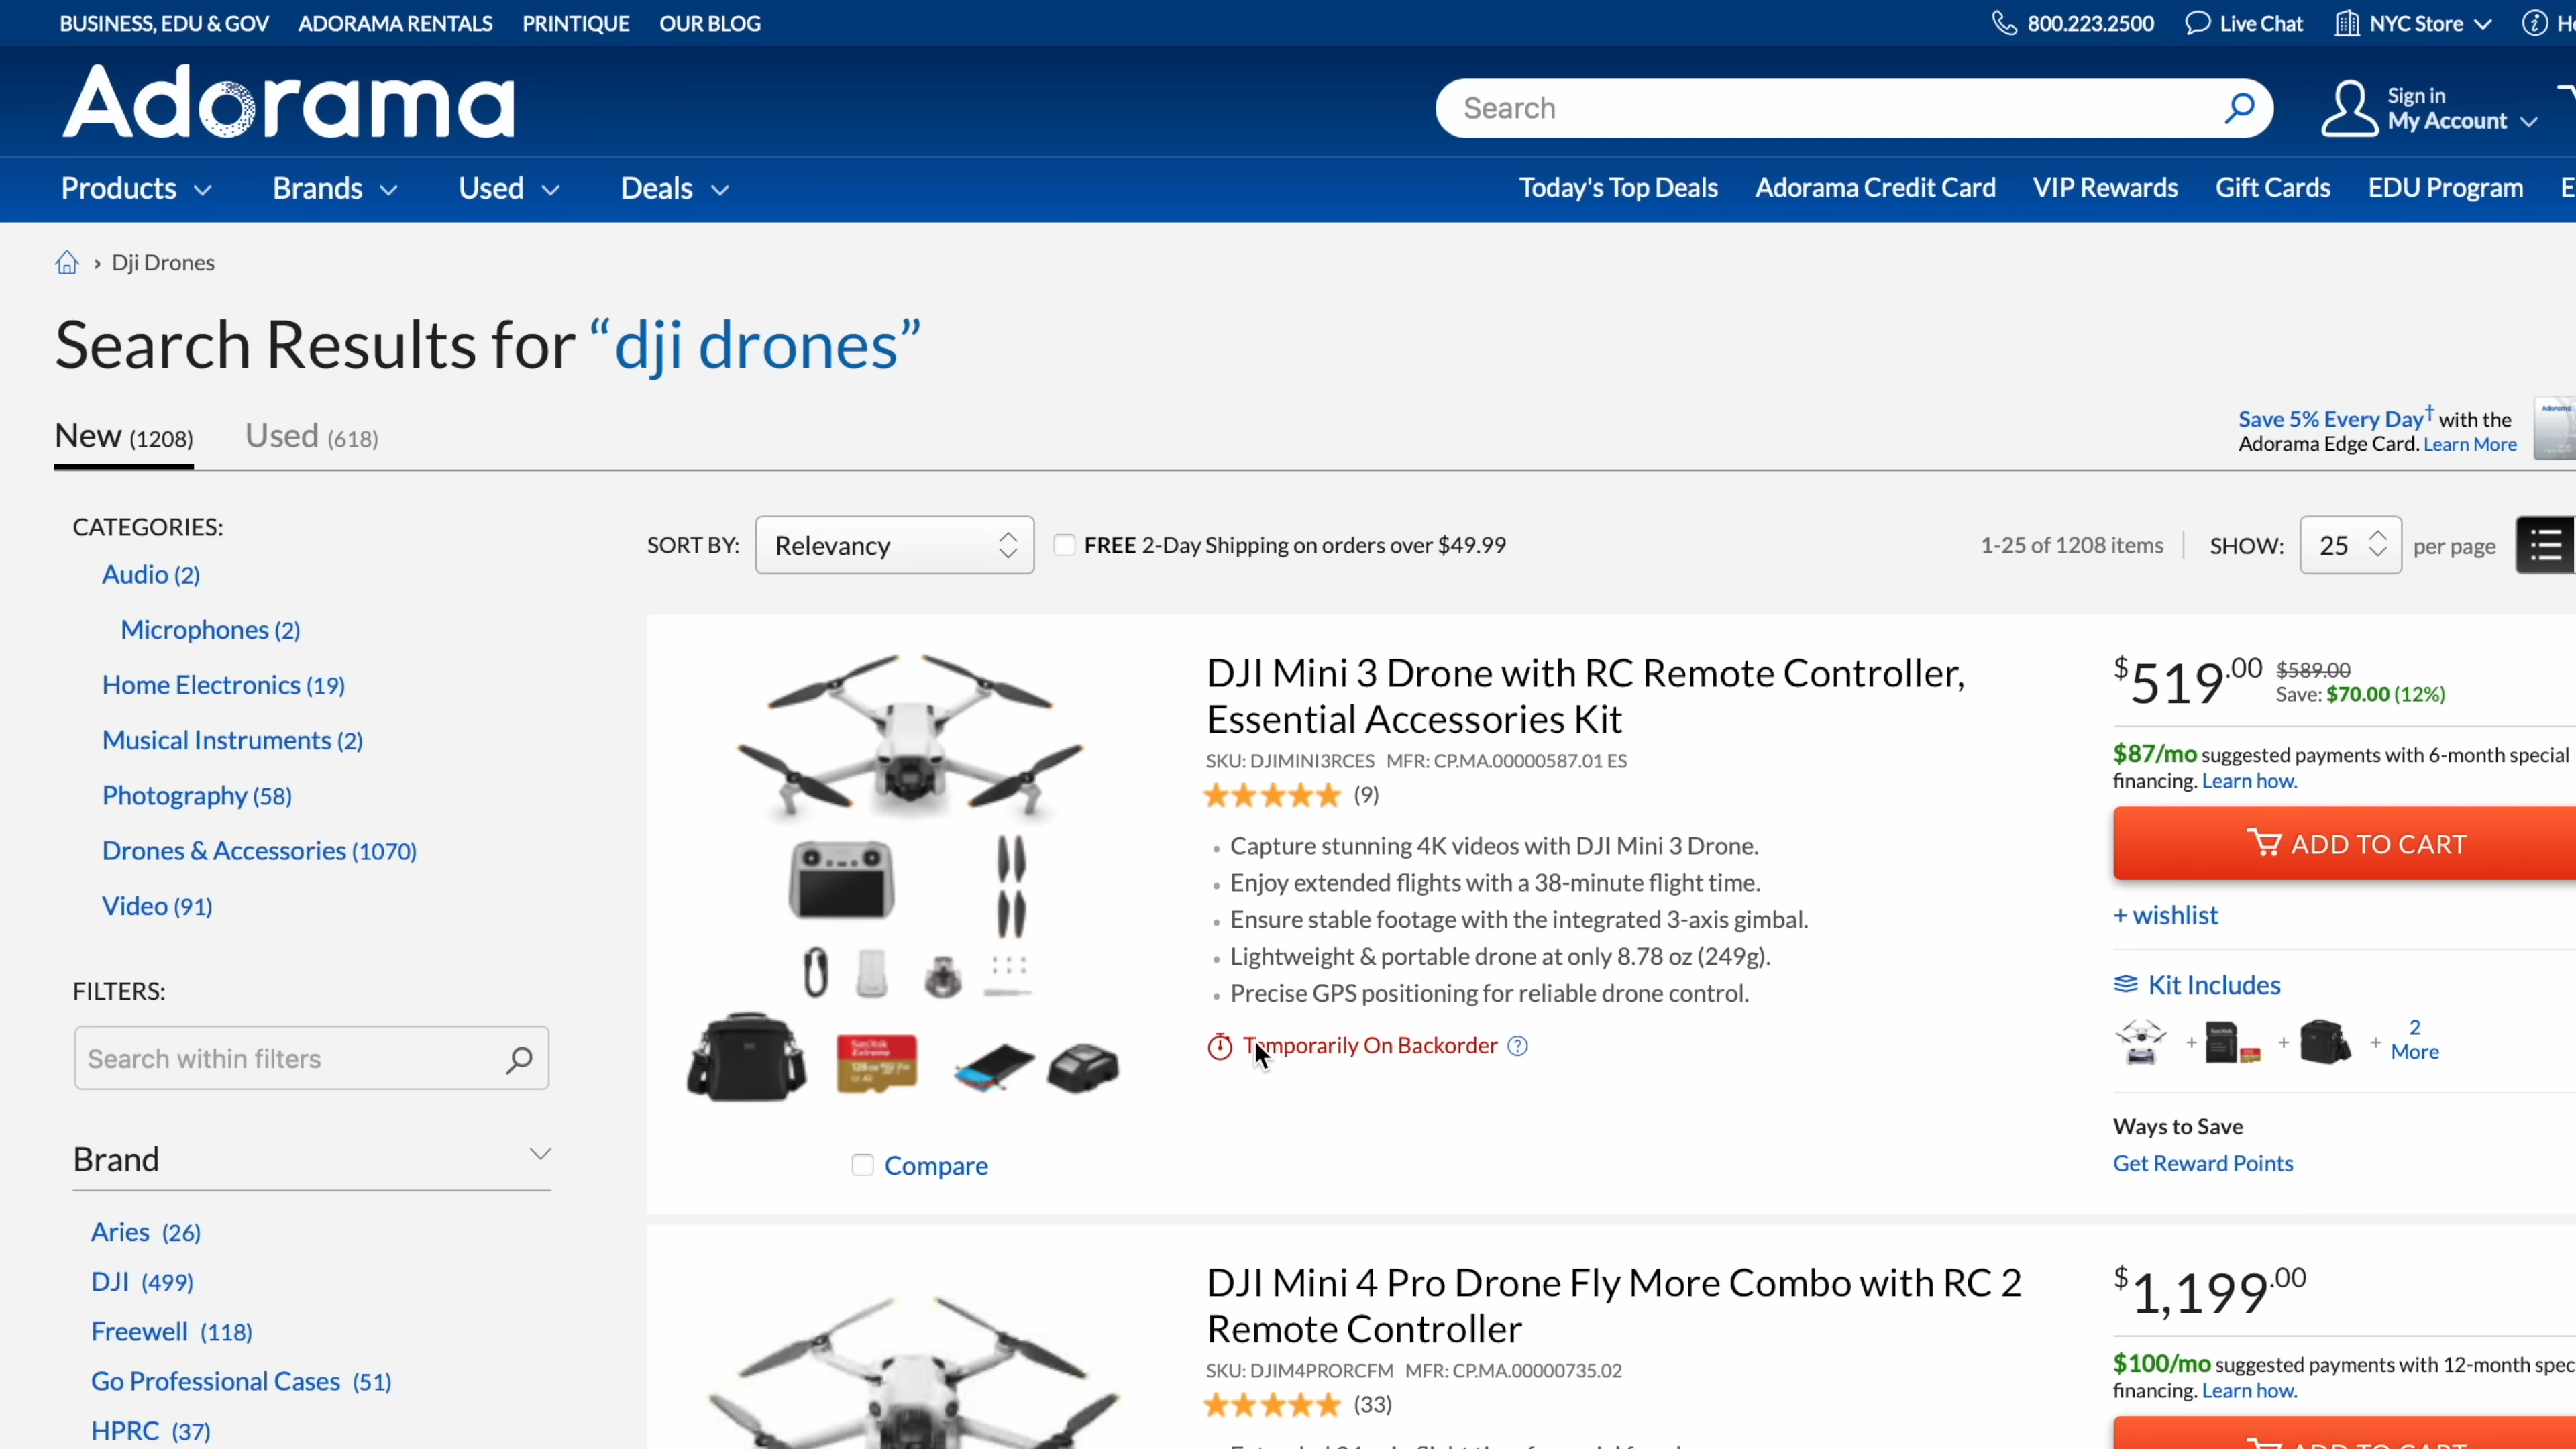 BUSINESS, EDU & GOV ADORAMA RENTALS PRINTIQUE OUR BLOG 800.223.2500 Live Chat NYC Store
Adorama
Search
Sign in
My Account
Products Brands Used Deals Today's Top Deals Adorama Credit Card VIP Rewards Gift Cards EDU Program
› Dji Drones
Search Results for “dji drones”
New (1208) Used (618)
Save 5% Every Day† with the
Adorama Edge Card. Learn More
CATEGORIES:
Audio (2)
Microphones (2)
Home Electronics (19)
Musical Instruments (2)
Photography (58)
Drones & Accessories (1070)
Video (91)
FILTERS:
Search within filters
Brand
Aries (26)
DJI (499)
Freewell (118)
Go Professional Cases (51)
HPRC (37)
SORT BY: Relevancy FREE 2-Day Shipping on orders over $49.99 1-25 of 1208 items SHOW: 25 per page
DJI Mini 3 Drone with RC Remote Controller,
Essential Accessories Kit
SKU: DJIMINI3RCES MFR: CP.MA.00000587.01 ES
(9)
• Capture stunning 4K videos with DJI Mini 3 Drone.
• Enjoy extended flights with a 38-minute flight time.
• Ensure stable footage with the integrated 3-axis gimbal.
• Lightweight & portable drone at only 8.78 oz (249g).
• Precise GPS positioning for reliable drone control.
Temporarily On Backorder
Compare
$519.00 $589.00
Save: $70.00 (12%)
$87/mo suggested payments with 6-month special
financing. Learn how.
ADD TO CART
+ wishlist
Kit Includes
+ + + 2
More
Ways to Save
Get Reward Points
DJI Mini 4 Pro Drone Fly More Combo with RC 2
Remote Controller
SKU: DJIM4PRORCFM MFR: CP.MA.00000735.02
(33)
$1,199.00
$100/mo suggested payments with 12-month spec
financing. Learn how.